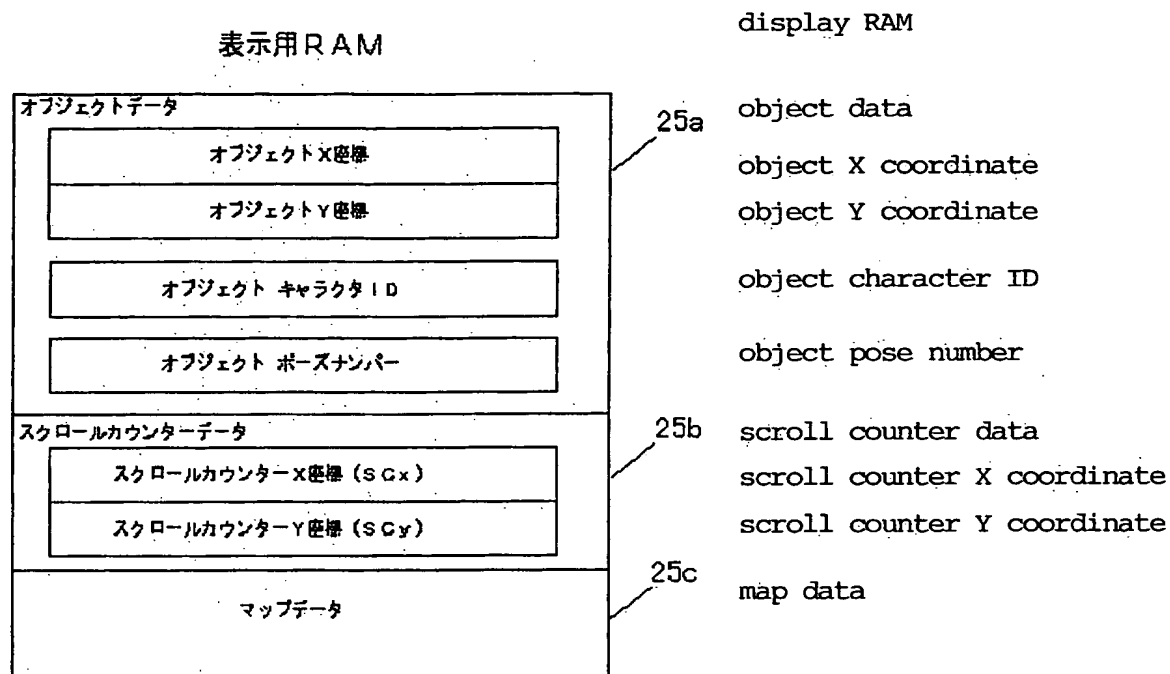 表示用RAM
display RAM
オブジェクトデータ
25a
object data
オブジェクトX座標
object X coordinate
オブジェクトY座標
object Y coordinate
オブジェクト キャラクタID
object character ID
オブジェクト ポーズナンバー
object pose number
スクロールカウンターデータ
25b
scroll counter data
スクロールカウンターX座標(SCx)
scroll counter X coordinate
スクロールカウンターY座標(SCy)
scroll counter Y coordinate
25c
マップデータ
map data